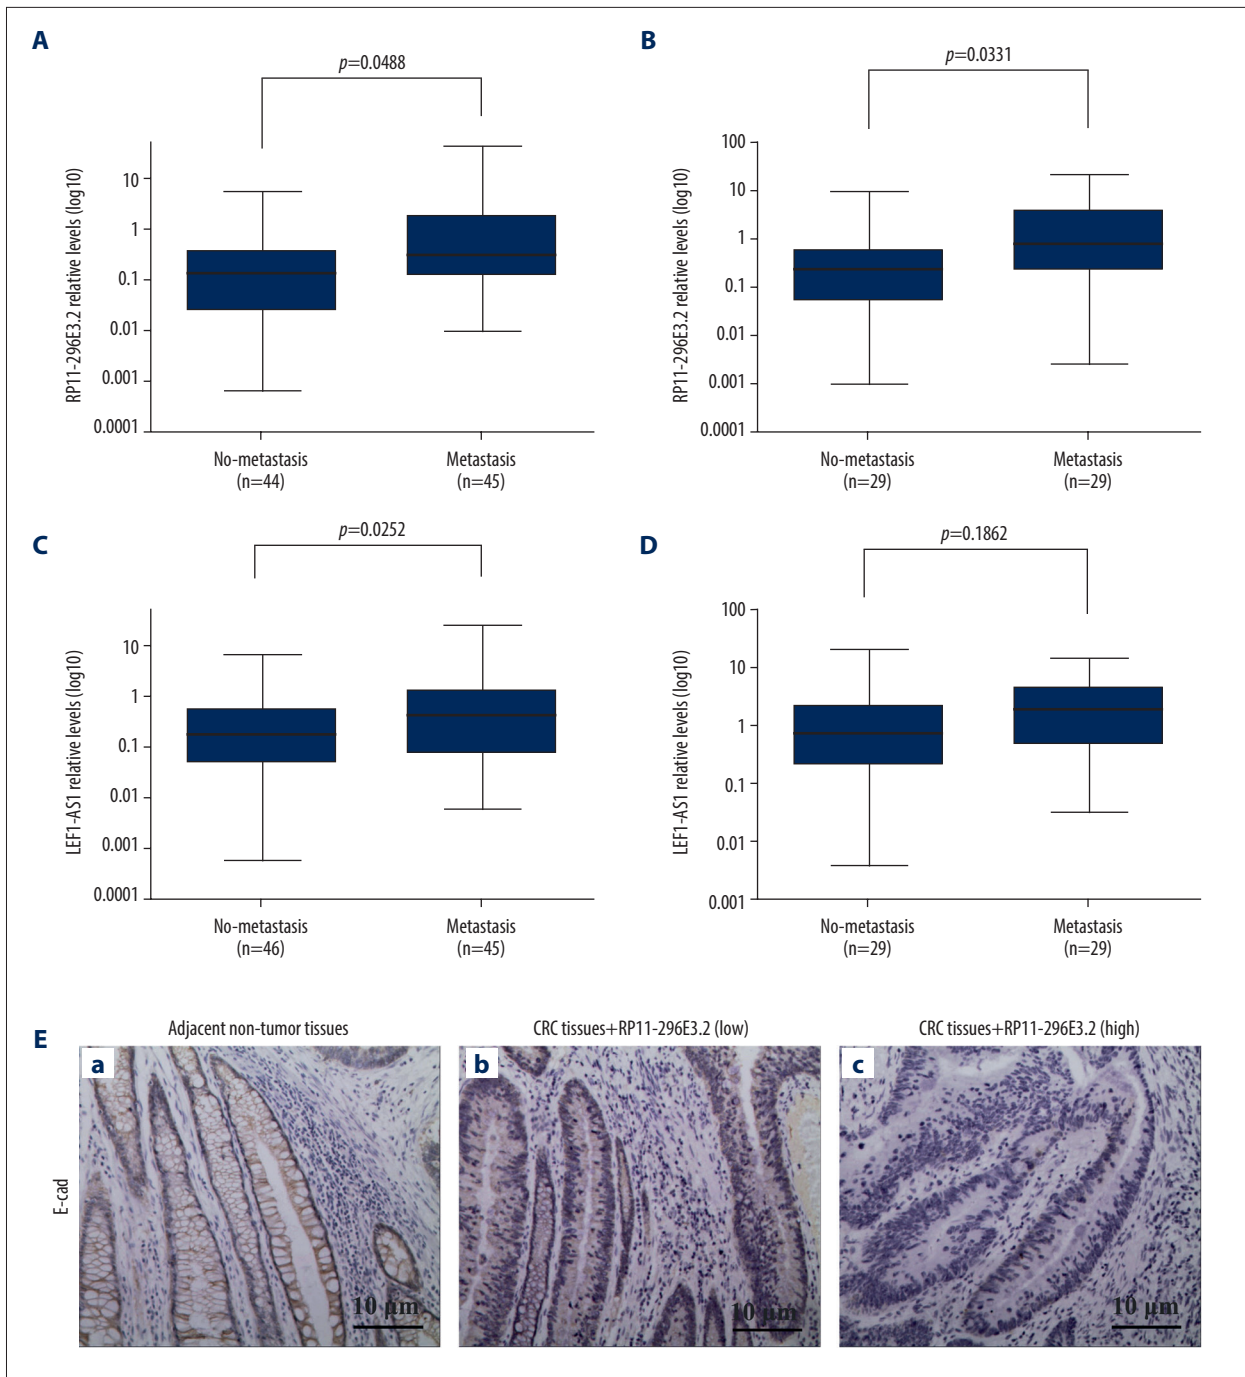 A
p=0.0488
RP11-296E3.2 relative levels (log10)
10
1
0.1
0.01
0.001
0.0001
No-metastasis
(n=44)
Metastasis
(n=45)
B
p=0.0331
RP11-296E3.2 relative levels (log10)
100
10
1
0.1
0.01
0.001
0.0001
No-metastasis
(n=29)
Metastasis
(n=29)
C
p=0.0252
LEF1-AS1 relative levels (log10)
10
1
0.1
0.01
0.001
0.0001
No-metastasis
(n=46)
Metastasis
(n=45)
D
p=0.1862
LEF1-AS1 relative levels (log10)
100
10
1
0.1
0.01
0.001
No-metastasis
(n=29)
Metastasis
(n=29)
E
Adjacent non-tumor tissues
CRC tissues+RP11-296E3.2 (low)
CRC tissues+RP11-296E3.2 (high)
E-cad
a
10 µm
b
10 µm
c
10 µm